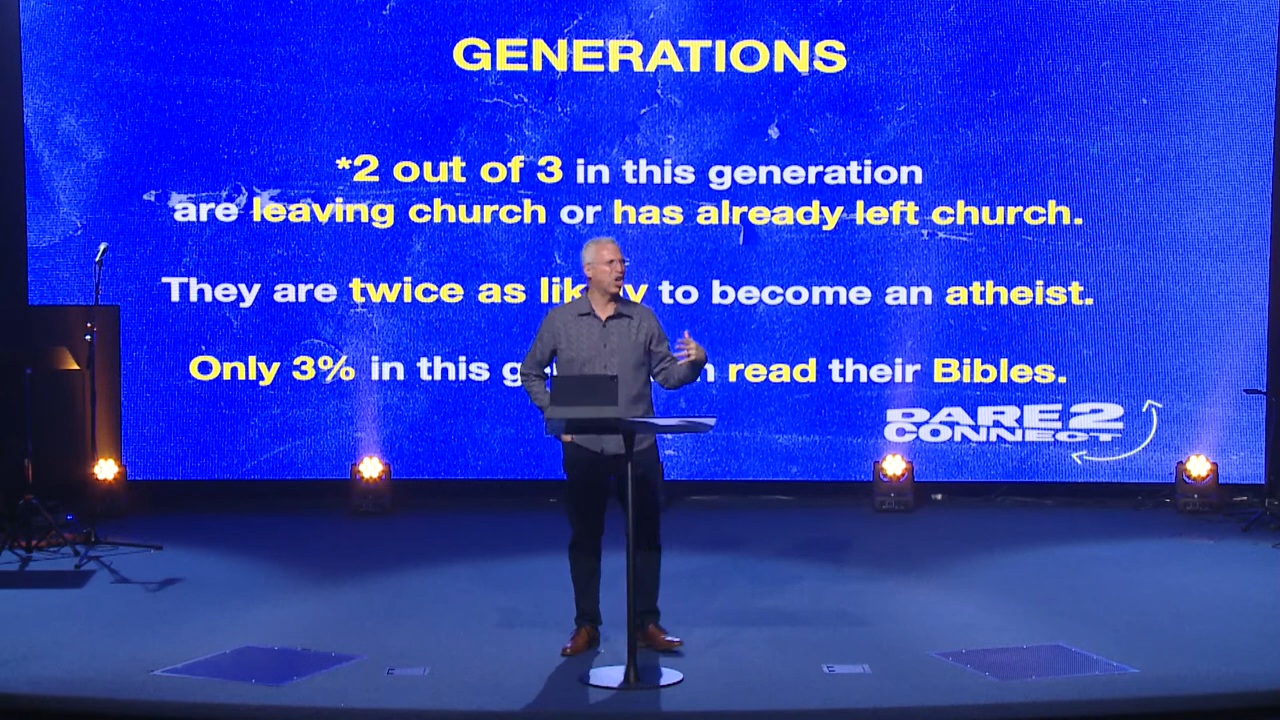 GENERATIONS
*2 out of 3 in this generation
are leaving church or has already left church.
They are twice as to become an atheist.
Only 3% in this read their Bibles.
DARE 2
CONNECT